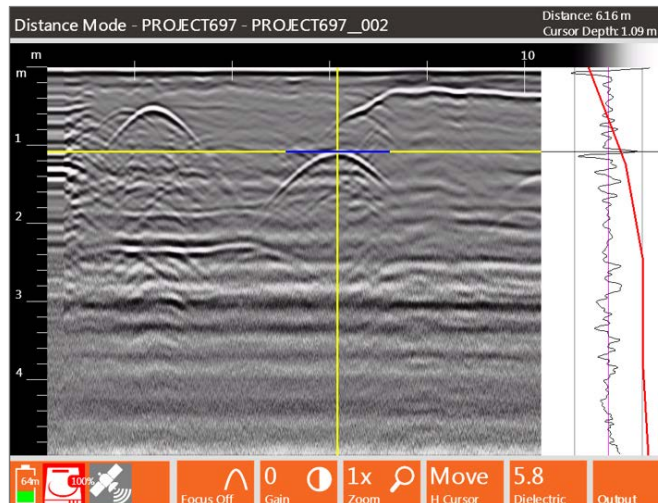 Distance Mode - PROJECT697 - PROJECT697__002
Distance: 6.16 m
Cursor Depth: 1.09 m
m
10
m
1
2
3
4
64m
100%
Focus Off
0
Gain
1x
Zoom
Move
H Cursor
5.8
Dielectric
Output